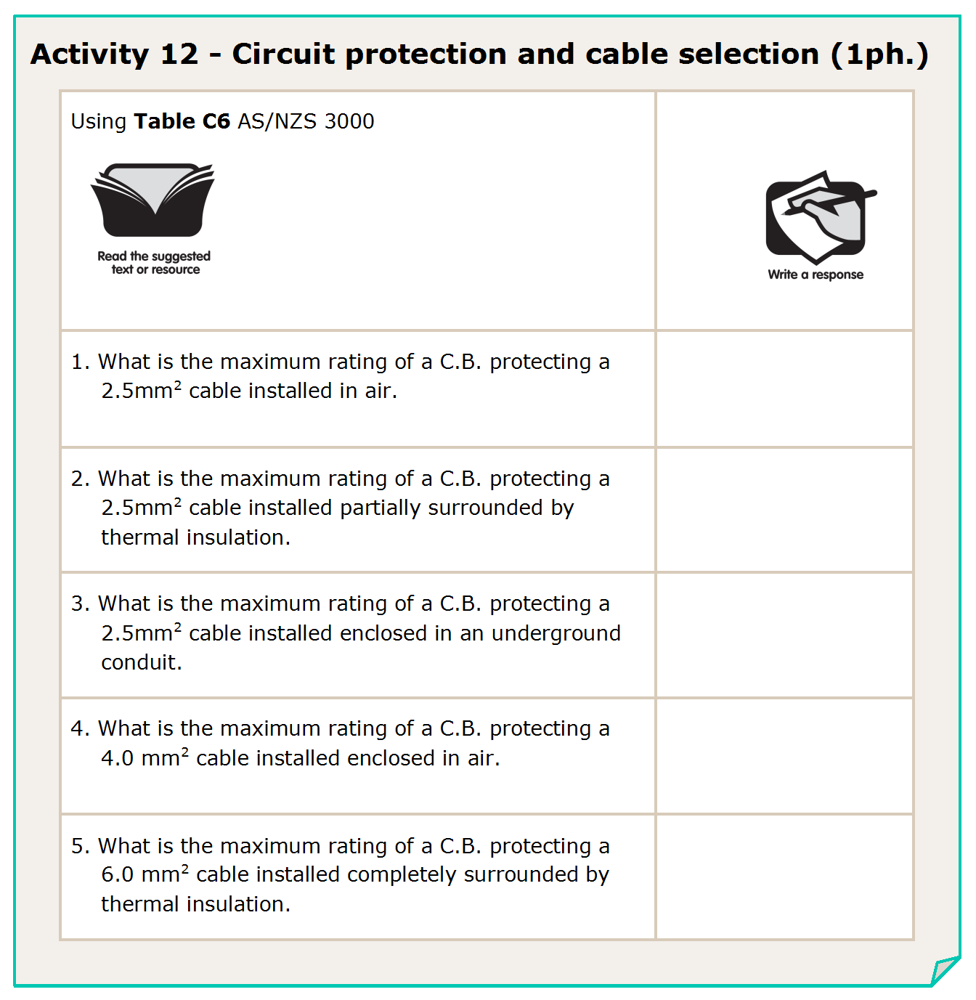 Activity 12 - Circuit protection and cable selection (1ph.)
Using Table C6 AS/NZS 3000
Read the suggested
text or resource
Write a response
1. What is the maximum rating of a C.B. protecting a
2.5mm² cable installed in air.
2. What is the maximum rating of a C.B. protecting a
2.5mm² cable installed partially surrounded by
thermal insulation.
3. What is the maximum rating of a C.B. protecting a
2.5mm² cable installed enclosed in an underground
conduit.
4. What is the maximum rating of a C.B. protecting a
4.0 mm² cable installed enclosed in air.
5. What is the maximum rating of a C.B. protecting a
6.0 mm² cable installed completely surrounded by
thermal insulation.